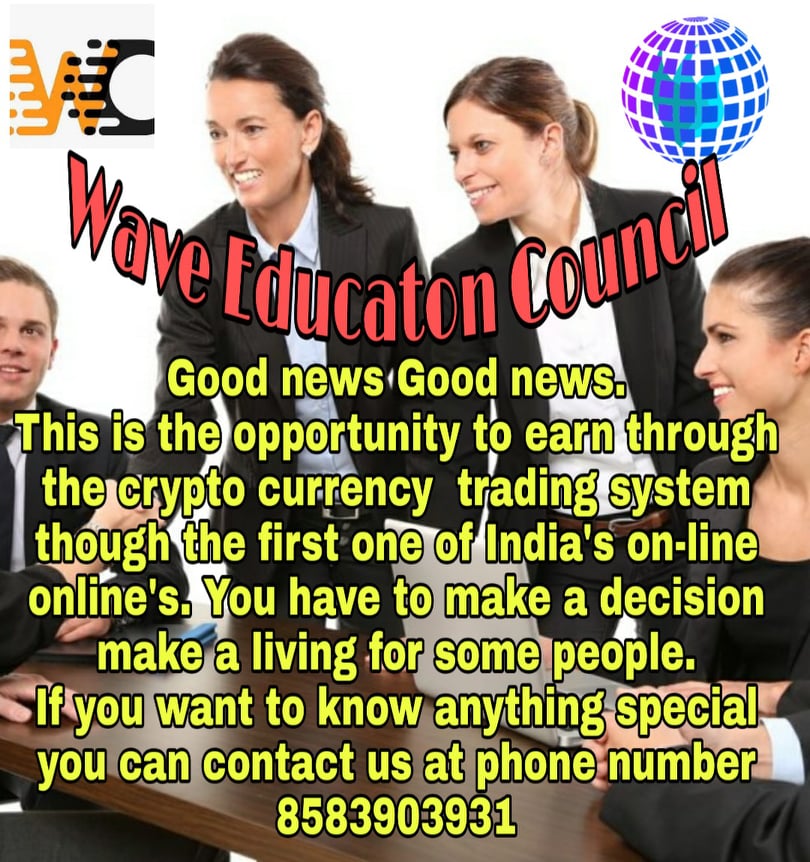 WC
Wave Educaton Council
Good news Good news.
This is the opportunity to earn through
the crypto currency trading system
though the first one of India's on-line
online's. You have to make a decision
make a living for some people.
If you want to know anything special
you can contact us at phone number
8583903931